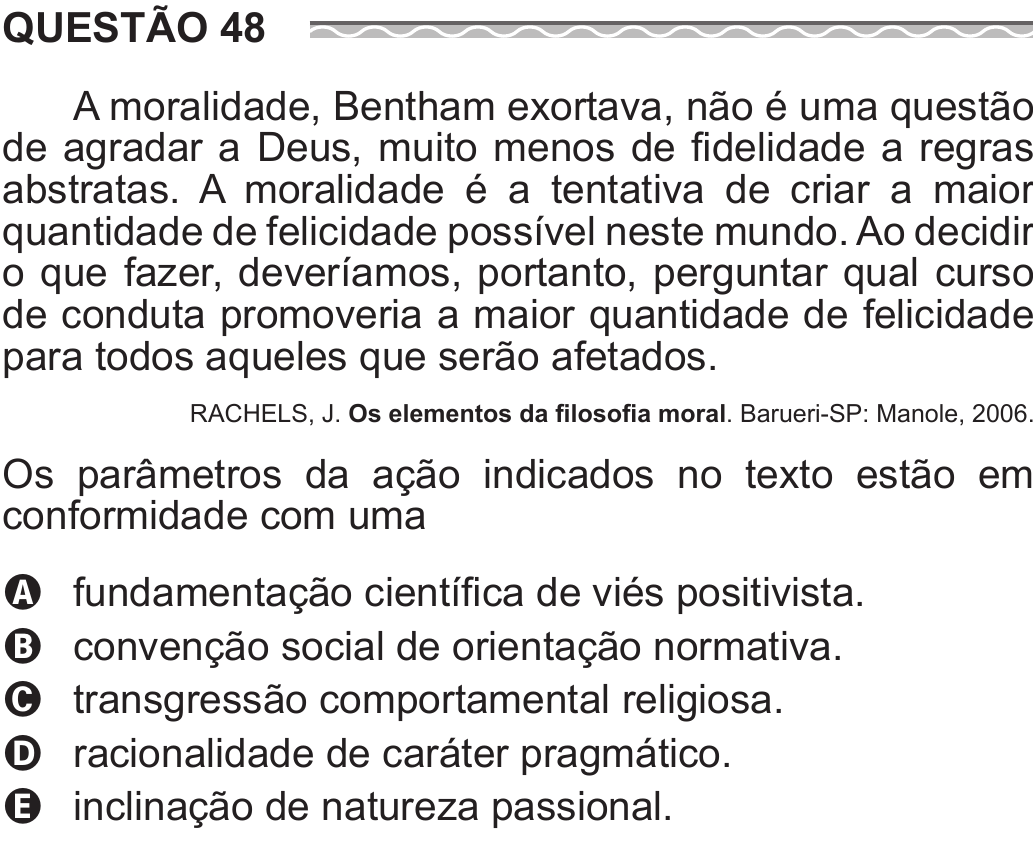 QUESTÃO 48
A moralidade, Bentham exortava, não é uma questão
de agradar a Deus, muito menos de fidelidade a regras
abstratas. A moralidade é a tentativa de criar a maior
quantidade de felicidade possível neste mundo. Ao decidir
o que fazer, deveríamos, portanto, perguntar qual curso
de conduta promoveria a maior quantidade de felicidade
para todos aqueles que serão afetados.
RACHELS, J. Os elementos da filosofia moral. Barueri-SP: Manole, 2006.
Os parâmetros da ação indicados no texto estão em
conformidade com uma
A fundamentação científica de viés positivista.
B convenção social de orientação normativa.
C transgressão comportamental religiosa.
D racionalidade de caráter pragmático.
E inclinação de natureza passional.